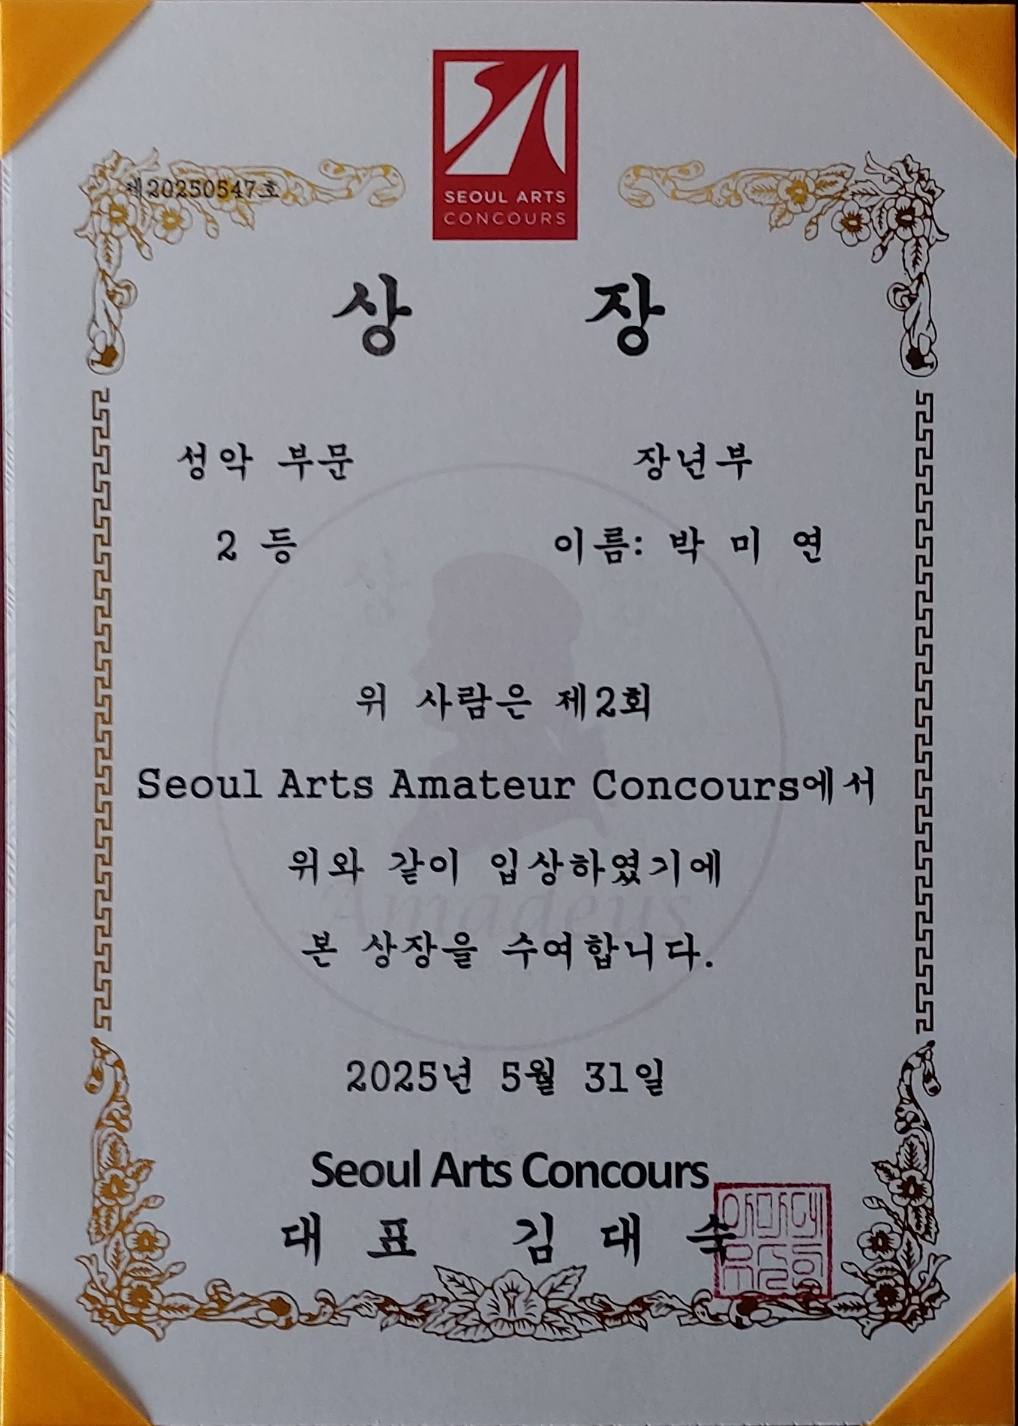 SEOUL ARTS
CONCOURS
제20250547호
상 장
성악 부문 장년부
2 등 이름: 박 미 연
위 사람은 제2회
Seoul Arts Amateur Concours에서
위와 같이 입상하였기에
본 상장을 수여합니다.
Amadeus
2025년 5월 31일
Seoul Arts Concours
대 표 김 대 숙